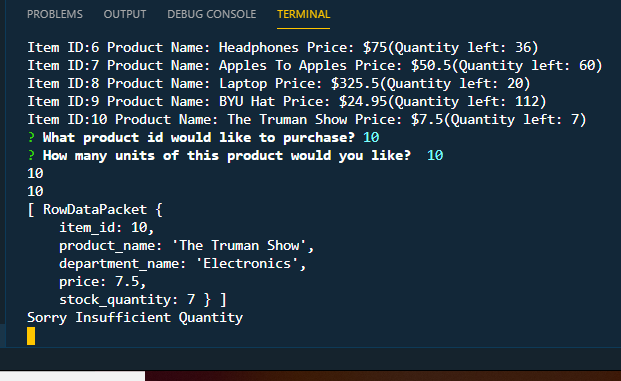 PROBLEMS OUTPUT DEBUG CONSOLE TERMINAL
Item ID:6 Product Name: Headphones Price: $75(Quantity left: 36)
Item ID:7 Product Name: Apples To Apples Price: $50.5(Quantity left: 60)
Item ID:8 Product Name: Laptop Price: $325.5(Quantity left: 20)
Item ID:9 Product Name: BYU Hat Price: $24.95(Quantity left: 112)
Item ID:10 Product Name: The Truman Show Price: $7.5(Quantity left: 7)
? What product id would like to purchase? 10
? How many units of this product would you like?  10
10
10
[ RowDataPacket {
    item_id: 10,
    product_name: 'The Truman Show',
    department_name: 'Electronics',
    price: 7.5,
    stock_quantity: 7 } ]
Sorry Insufficient Quantity